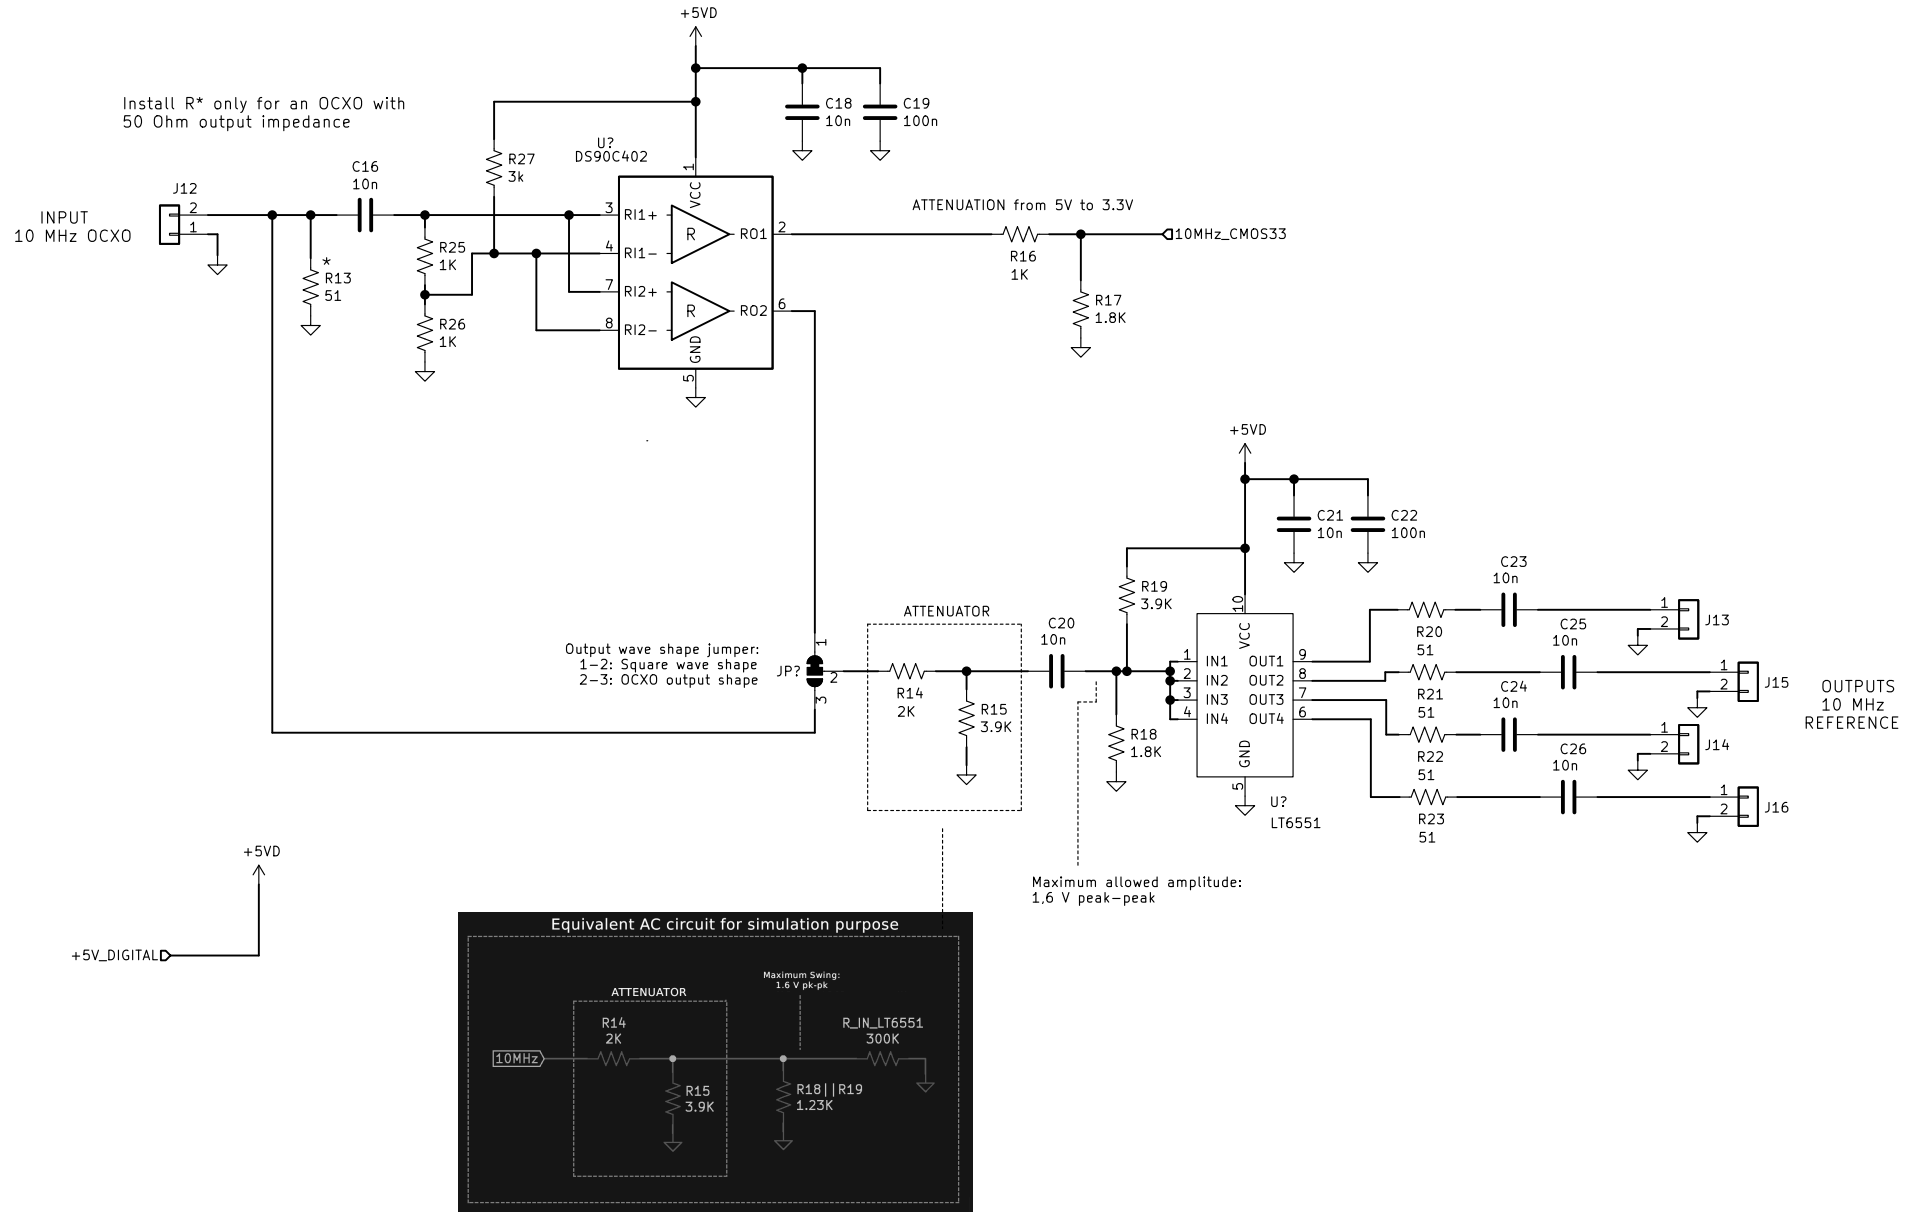 +5VD
Install R* only for an OCXO with
50 Ohm output impedance
C18
10n
C19
100n
R27
3k
U?
DS90C402
C16
10n
J12
2
1
INPUT
10 MHz OCXO
*
R13
51
R25
1K
R26
1K
1
VCC
3
RI1+
4
RI1-
7
RI2+
8
RI2-
R
R
RO1
2
RO2
6
GND
5
ATTENUATION from 5V to 3.3V
R16
1K
10MHz_CMOS33
R17
1.8K
+5VD
C21
10n
C22
100n
R19
3.9K
ATTENUATOR
C20
10n
Output wave shape jumper:
1-2: Square wave shape
2-3: OCXO output shape
JP?
1
2
3
R14
2K
R15
3.9K
R18
1.8K
10
VCC
1
IN1
2
IN2
3
IN3
4
IN4
OUT1
9
OUT2
8
OUT3
7
OUT4
6
GND
5
U?
LT6551
C23
10n
R20
51
1
2
J13
C25
10n
R21
51
1
2
J15
C24
10n
R22
51
1
2
J14
C26
10n
R23
51
1
2
J16
OUTPUTS
10 MHz
REFERENCE
Maximum allowed amplitude:
1,6 V peak-peak
+5VD
+5V_DIGITAL
Equivalent AC circuit for simulation purpose
Maximum Swing:
1.6 V pk-pk
ATTENUATOR
R14
2K
10MHz
R15
3.9K
R18||R19
1.23K
R_IN_LT6551
300K